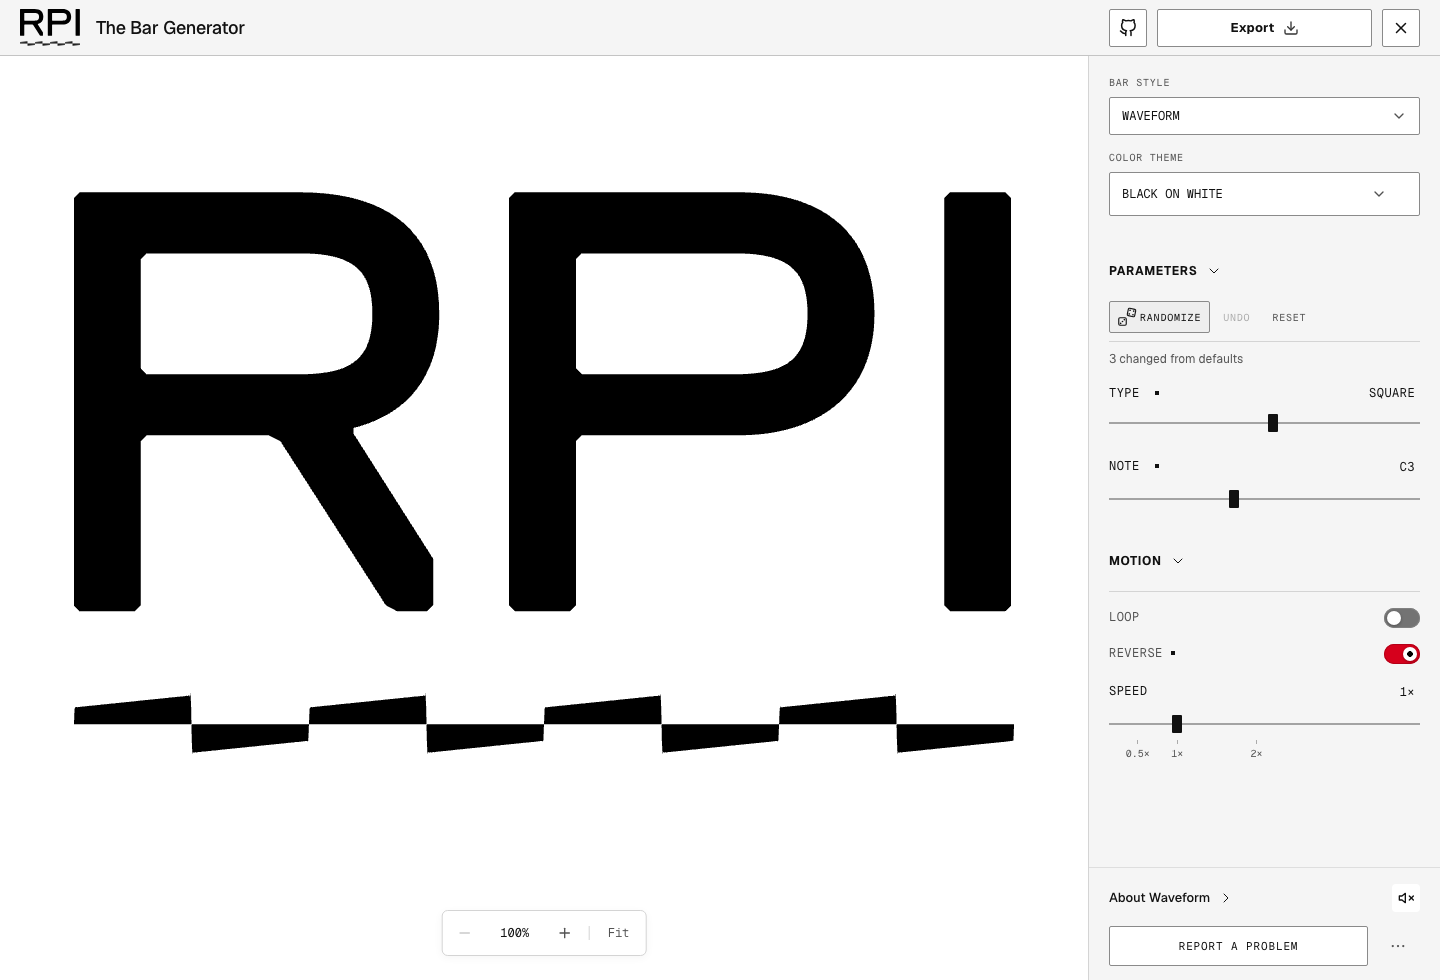 RPI
The Bar Generator
Export
RPI
BAR STYLE
WAVEFORM
COLOR THEME
BLACK ON WHITE
PARAMETERS
RANDOMIZE UNDO RESET
3 changed from defaults
TYPE SQUARE
NOTE C3
MOTION
LOOP
REVERSE
SPEED 1×
0.5× 1× 2×
100% Fit
About Waveform
REPORT A PROBLEM